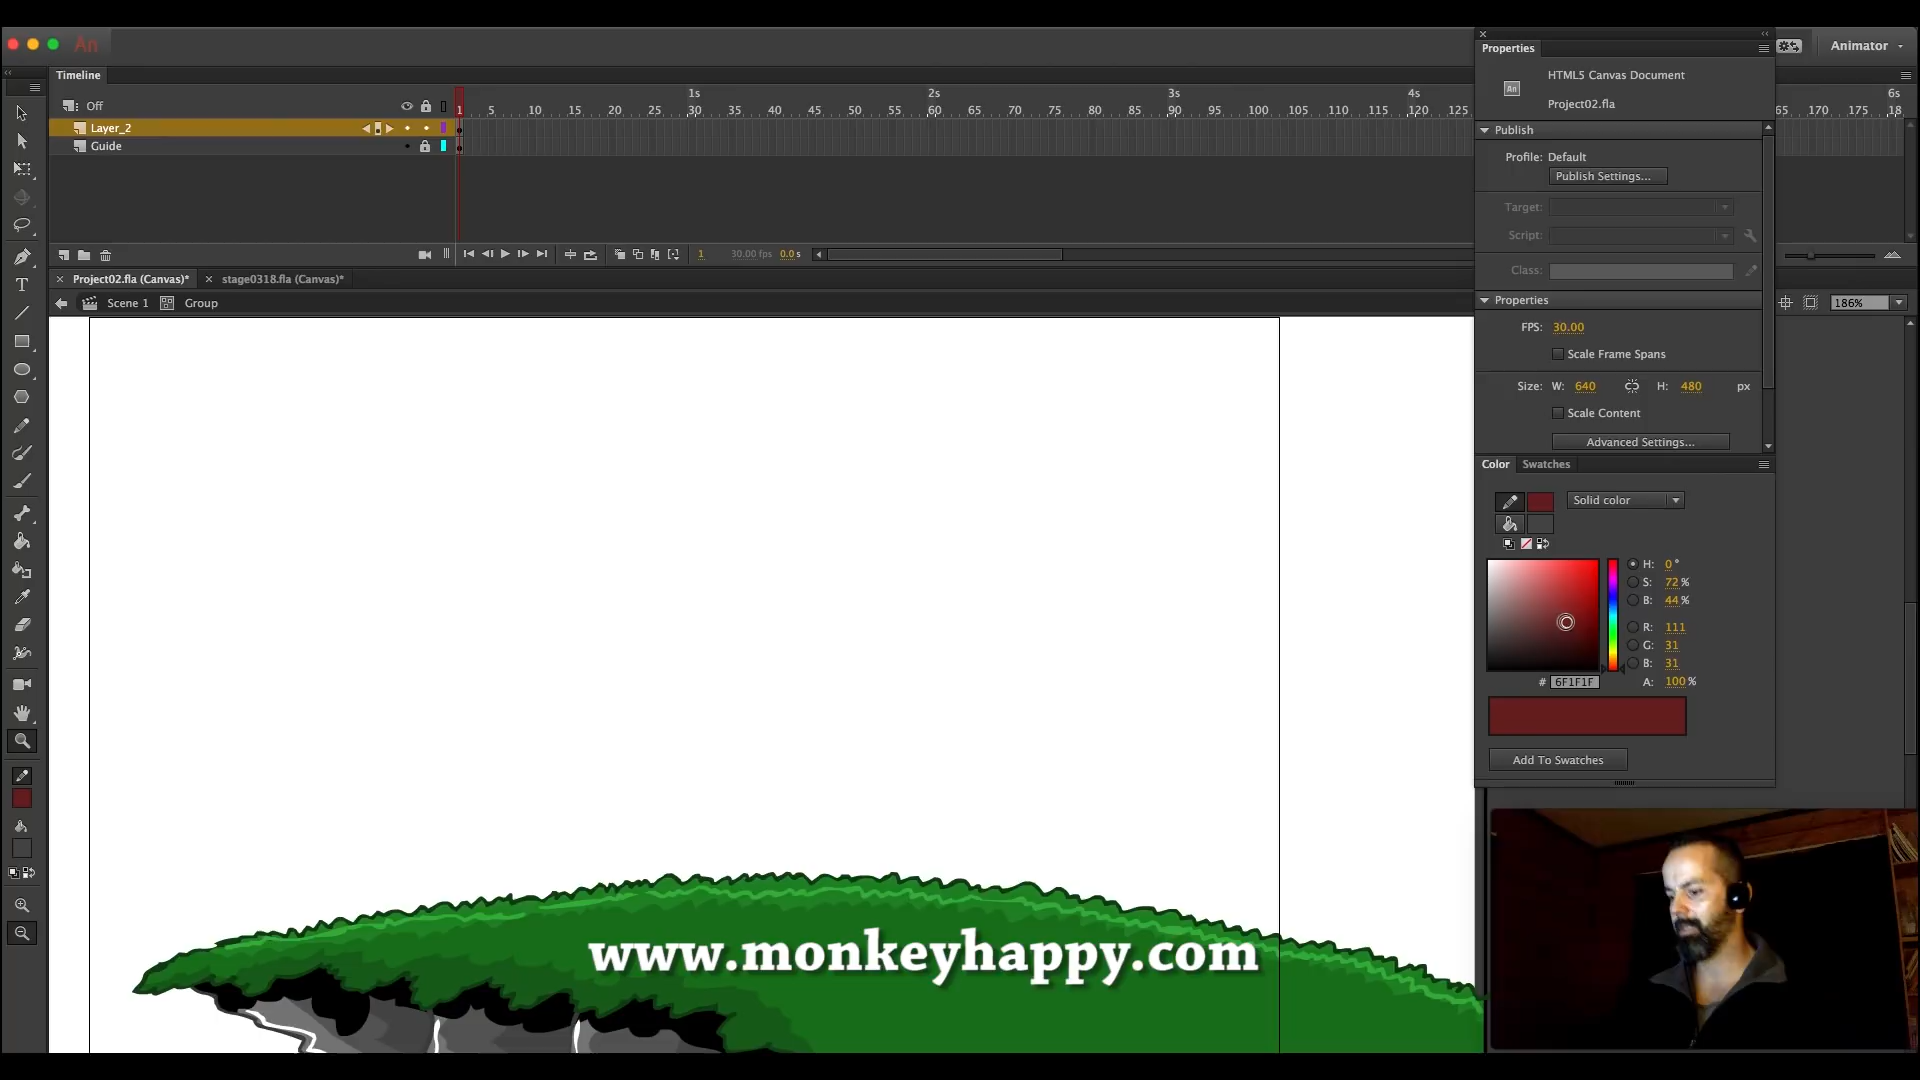 An
Animator
Timeline
Properties
HTML5 Canvas Document
Project02.fla
Off
1s 2s 3s 4s 6s
1 5 10 15 20 25 30 35 40 45 50 55 60 65 70 75 80 85 90 95 100 105 110 115 120 125 65 170 175 18
Layer_2
Guide
Publish
Profile: Default
Publish Settings...
Target:
Script:
Class:
1 30.00 fps 0.0 s
Project02.fla (Canvas)* stage0318.fla (Canvas)*
Scene 1 Group
186%
Properties
FPS: 30.00
Scale Frame Spans
Size: W: 640 H: 480 px
Scale Content
Advanced Settings...
Color Swatches
Solid color
H: 0 °
S: 72 %
B: 44 %
R: 111
G: 31
B: 31
# 6F1F1F A: 100 %
Add To Swatches
www.monkeyhappy.com